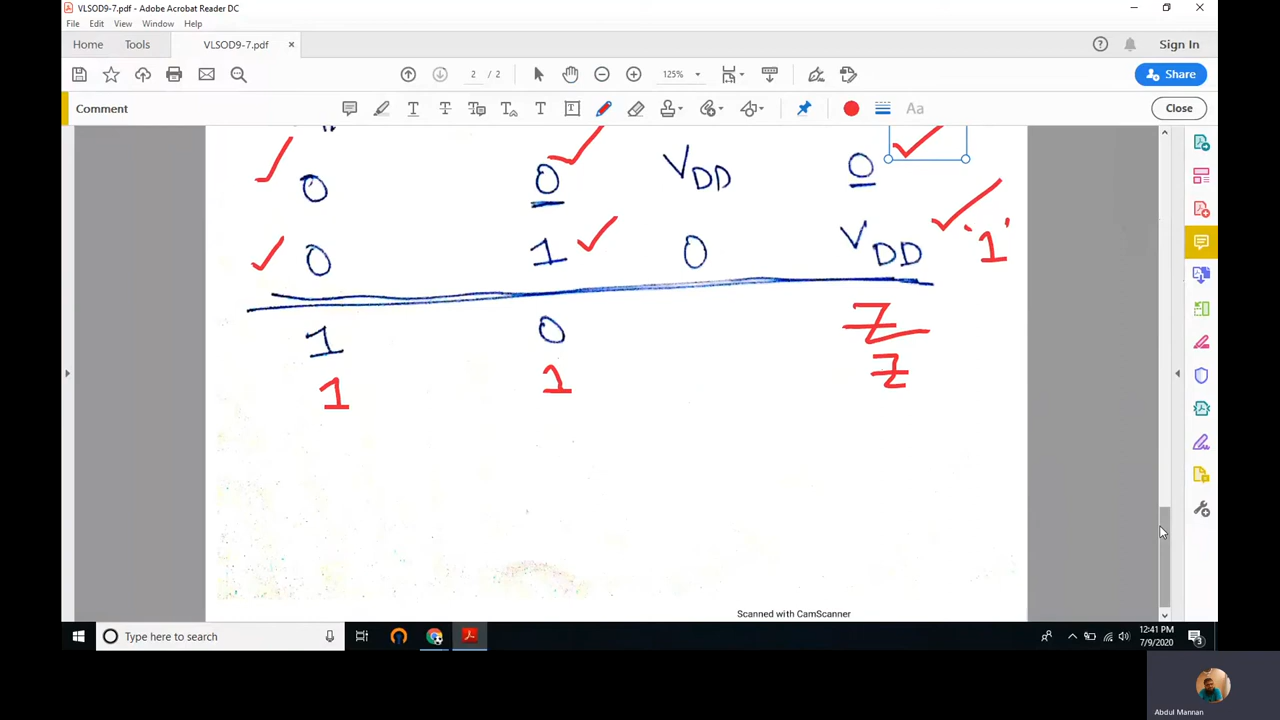 VLSOD9-7.pdf - Adobe Acrobat Reader DC
File Edit View Window Help
Home Tools VLSOD9-7.pdf × Sign In
2 / 2 125% Share
Comment Aa Close
0 0 VDD 0
0 1 0 VDD '1'
1 0 Z
1 1 Z
Scanned with CamScanner
Type here to search
12:41 PM
7/9/2020
3
Abdul Mannan